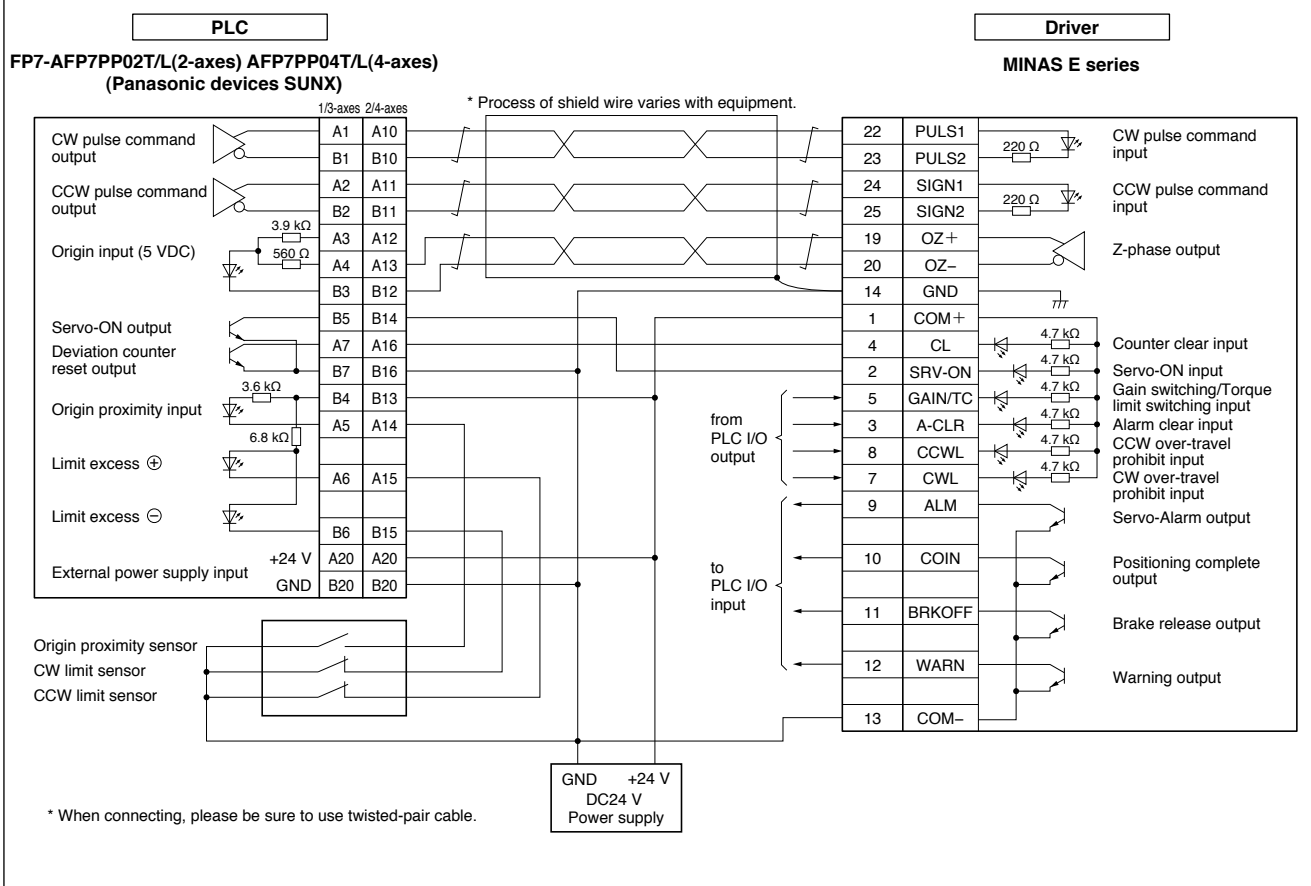 PLC
Driver
FP7-AFP7PP02T/L(2-axes) AFP7PP04T/L(4-axes)
(Panasonic devices SUNX)
MINAS E series
1/3-axes 2/4-axes
* Process of shield wire varies with equipment.
CW pulse command
output
A1 A10
B1 B10
CCW pulse command
output
A2 A11
B2 B11
Origin input (5 VDC)
3.9 kΩ
560 Ω
A3 A12
A4 A13
B3 B12
Servo-ON output
B5 B14
Deviation counter
reset output
A7 A16
B7 B16
Origin proximity input
3.6 kΩ
6.8 kΩ
B4 B13
A5 A14
Limit excess ⊕
A6 A15
Limit excess ⊖
B6 B15
External power supply input
+24 V A20 A20
GND B20 B20
22 PULS1
23 PULS2
220 Ω
CW pulse command
input
24 SIGN1
25 SIGN2
220 Ω
CCW pulse command
input
19 OZ+
20 OZ−
Z-phase output
14 GND
1 COM+
4 CL 4.7 kΩ Counter clear input
2 SRV-ON 4.7 kΩ Servo-ON input
5 GAIN/TC 4.7 kΩ Gain switching/Torque
limit switching input
3 A-CLR 4.7 kΩ Alarm clear input
8 CCWL 4.7 kΩ CCW over-travel
prohibit input
7 CWL 4.7 kΩ CW over-travel
prohibit input
from
PLC I/O
output
9 ALM Servo-Alarm output
10 COIN Positioning complete
output
11 BRKOFF Brake release output
12 WARN Warning output
13 COM−
to
PLC I/O
input
Origin proximity sensor
CW limit sensor
CCW limit sensor
GND +24 V
DC24 V
Power supply
* When connecting, please be sure to use twisted-pair cable.